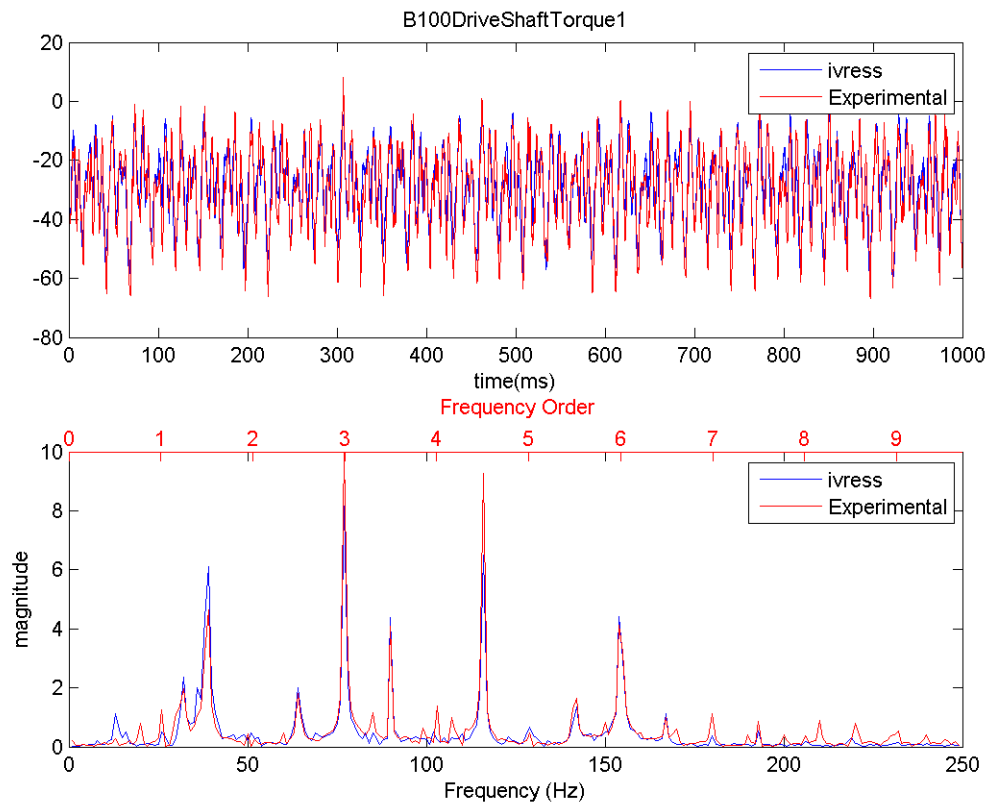 B100DriveShaftTorque1
20
0
-20
-40
-60
-80
ivress
Experimental
0 100 200 300 400 500 600 700 800 900 1000
time(ms)
Frequency Order
0 1 2 3 4 5 6 7 8 9
10
8
6
4
2
0
magnitude
ivress
Experimental
0 50 100 150 200 250
Frequency (Hz)